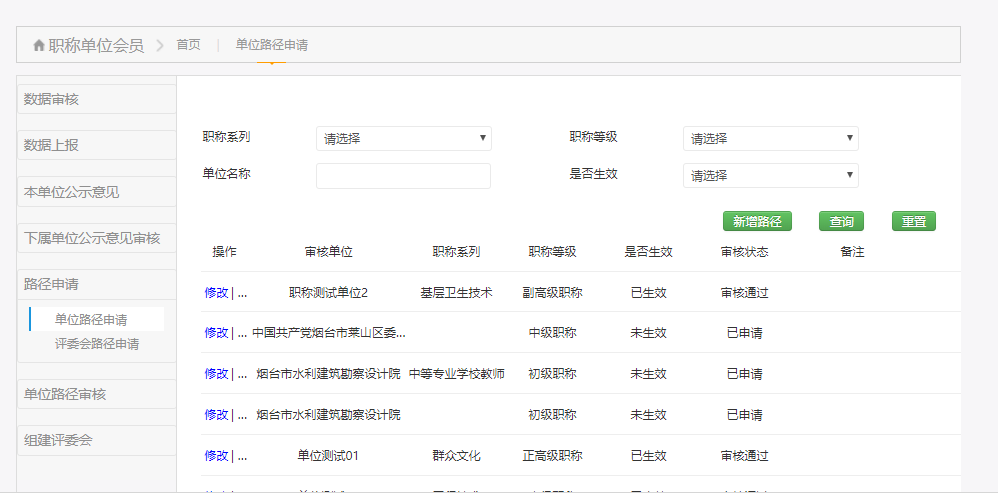 职称单位会员 首页 | 单位路径申请
数据审核
数据上报
本单位公示意见
下属单位公示意见审核
路径申请
单位路径申请
评委会路径申请
单位路径审核
组建评委会
职称系列 请选择 职称等级 请选择
单位名称 是否生效 请选择
新增路径 查询 重置
操作 审核单位 职称系列 职称等级 是否生效 审核状态 备注
修改 | ... 职称测试单位2 基层卫生技术 副高级职称 已生效 审核通过
修改 | ... 中国共产党烟台市莱山区委... 中级职称 未生效 已申请
修改 | ... 烟台市水利建筑勘察设计院 中等专业学校教师 初级职称 未生效 已申请
修改 | ... 烟台市水利建筑勘察设计院 初级职称 未生效 已申请
修改 | ... 单位测试01 群众文化 正高级职称 已生效 审核通过